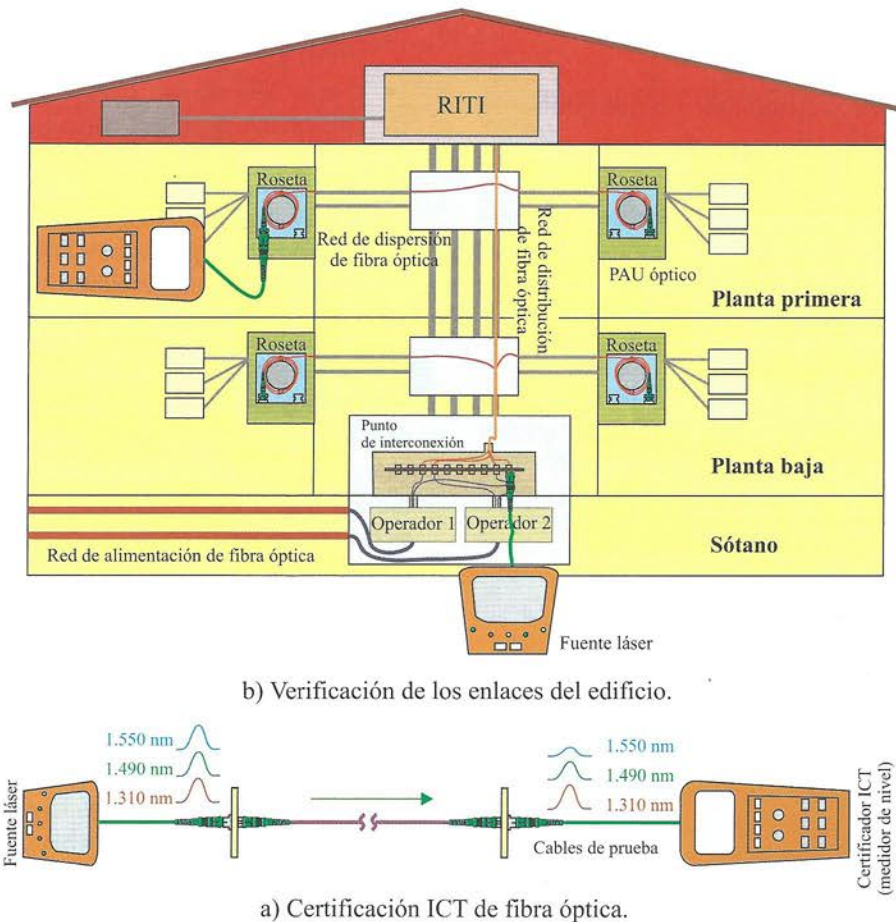 RITI
Roseta
Roseta
Red de dispersión
de fibra óptica
Red de distribución
de fibra óptica
PAU óptico
Planta primera
Roseta
Roseta
Punto
de interconexión
Planta baja
Operador 1
Operador 2
Red de alimentación de fibra óptica
Sótano
Fuente láser
b) Verificación de los enlaces del edificio.
1.550 nm
1.490 nm
1.310 nm
1.550 nm
1.490 nm
1.310 nm
Fuente láser
Cables de prueba
Certificador ICT
(medidor de nivel)
a) Certificación ICT de fibra óptica.